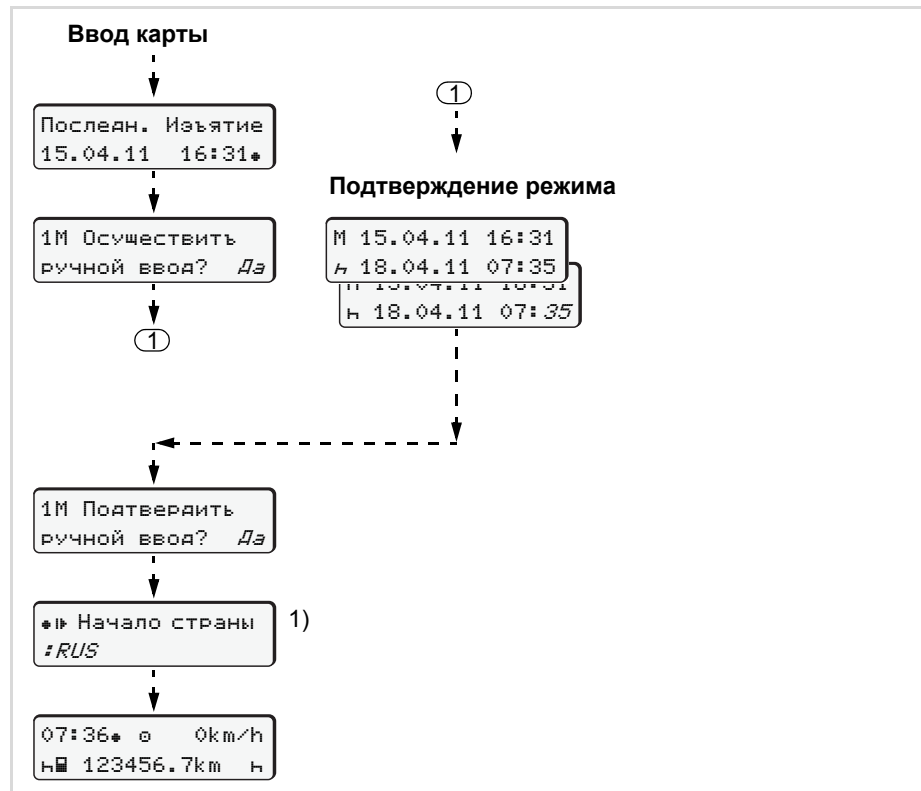 Ввод карты
Последн. Изъятие
15.04.11 16:31
1М Осуществить
ручной ввод? Да
1
1
Подтверждение режима
М 15.04.11 16:31
h 18.04.11 07:35
h 18.04.11 07:35
1М Подтвердить
ручной ввод? Да
Начало страны
:RUS
1)
07:36 0km/h
123456.7km h